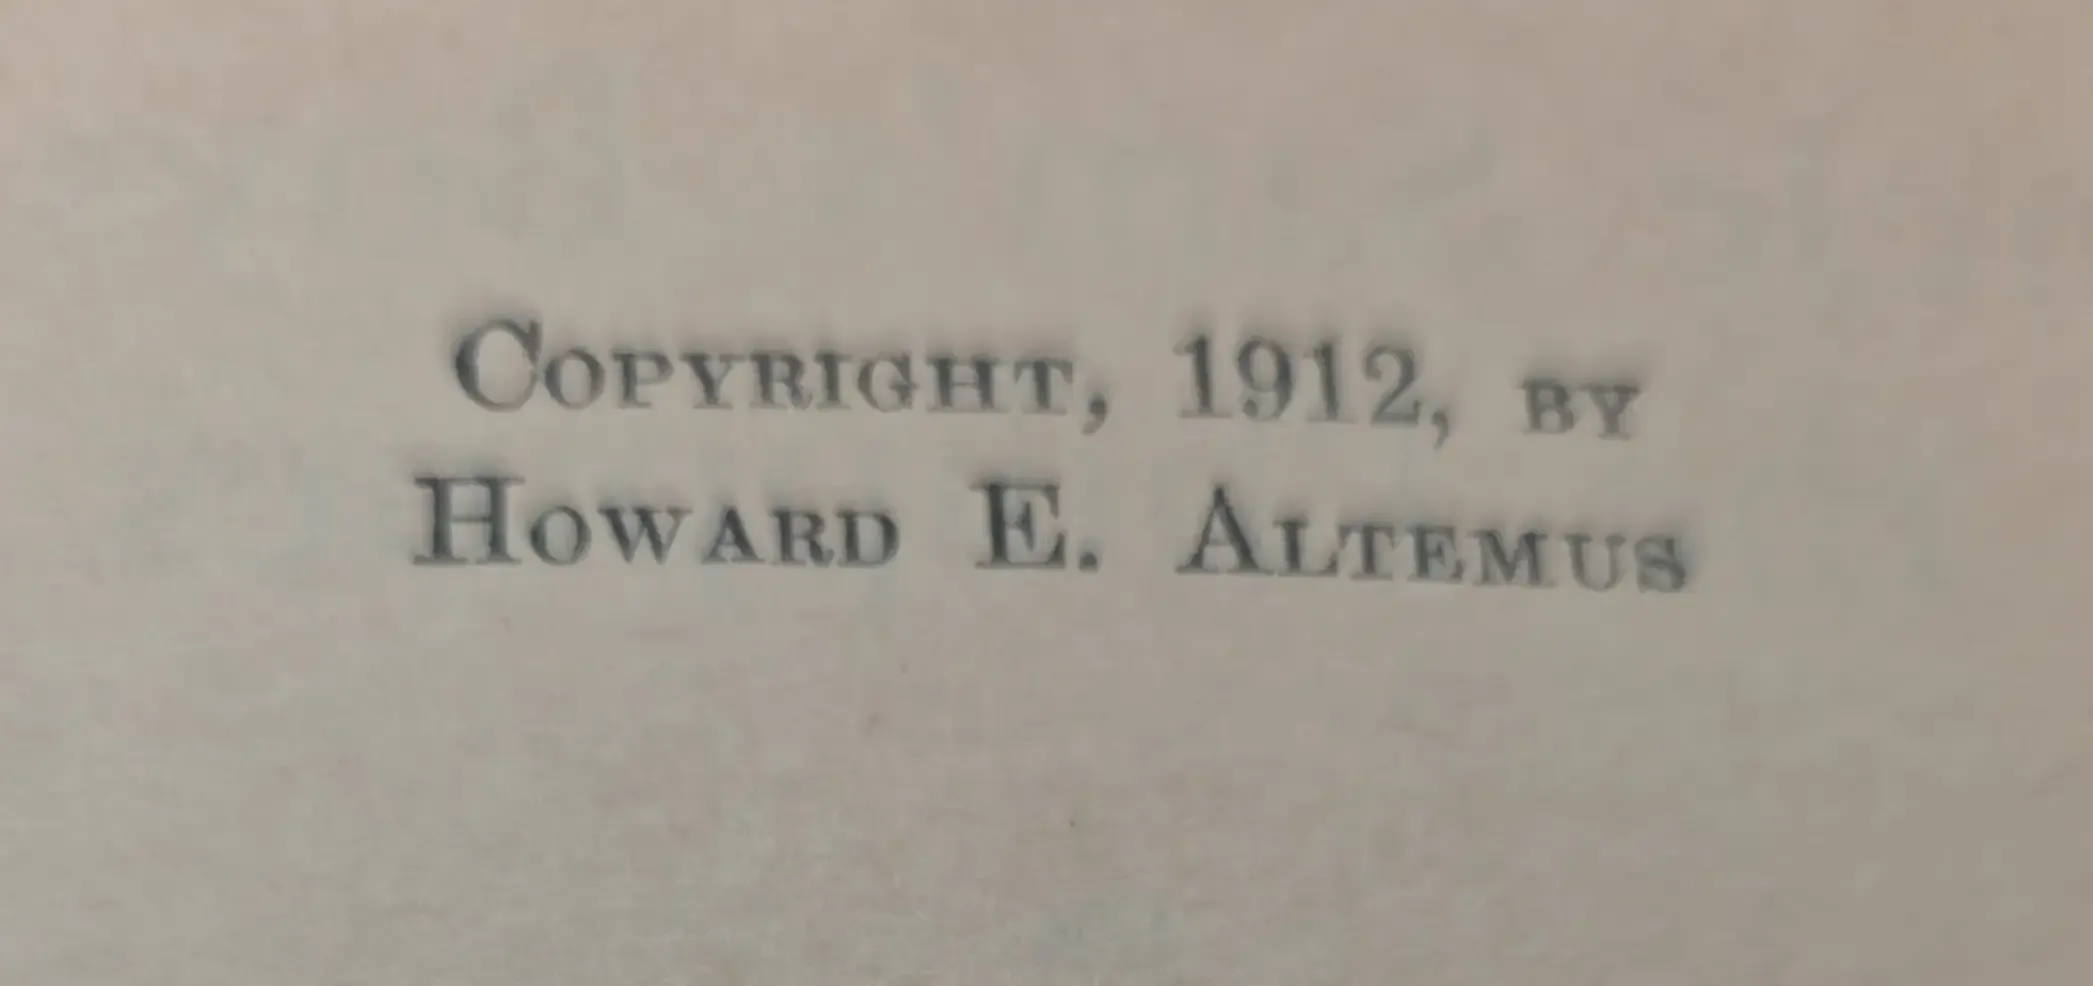 Copyright, 1912, by
Howard E. Altemus